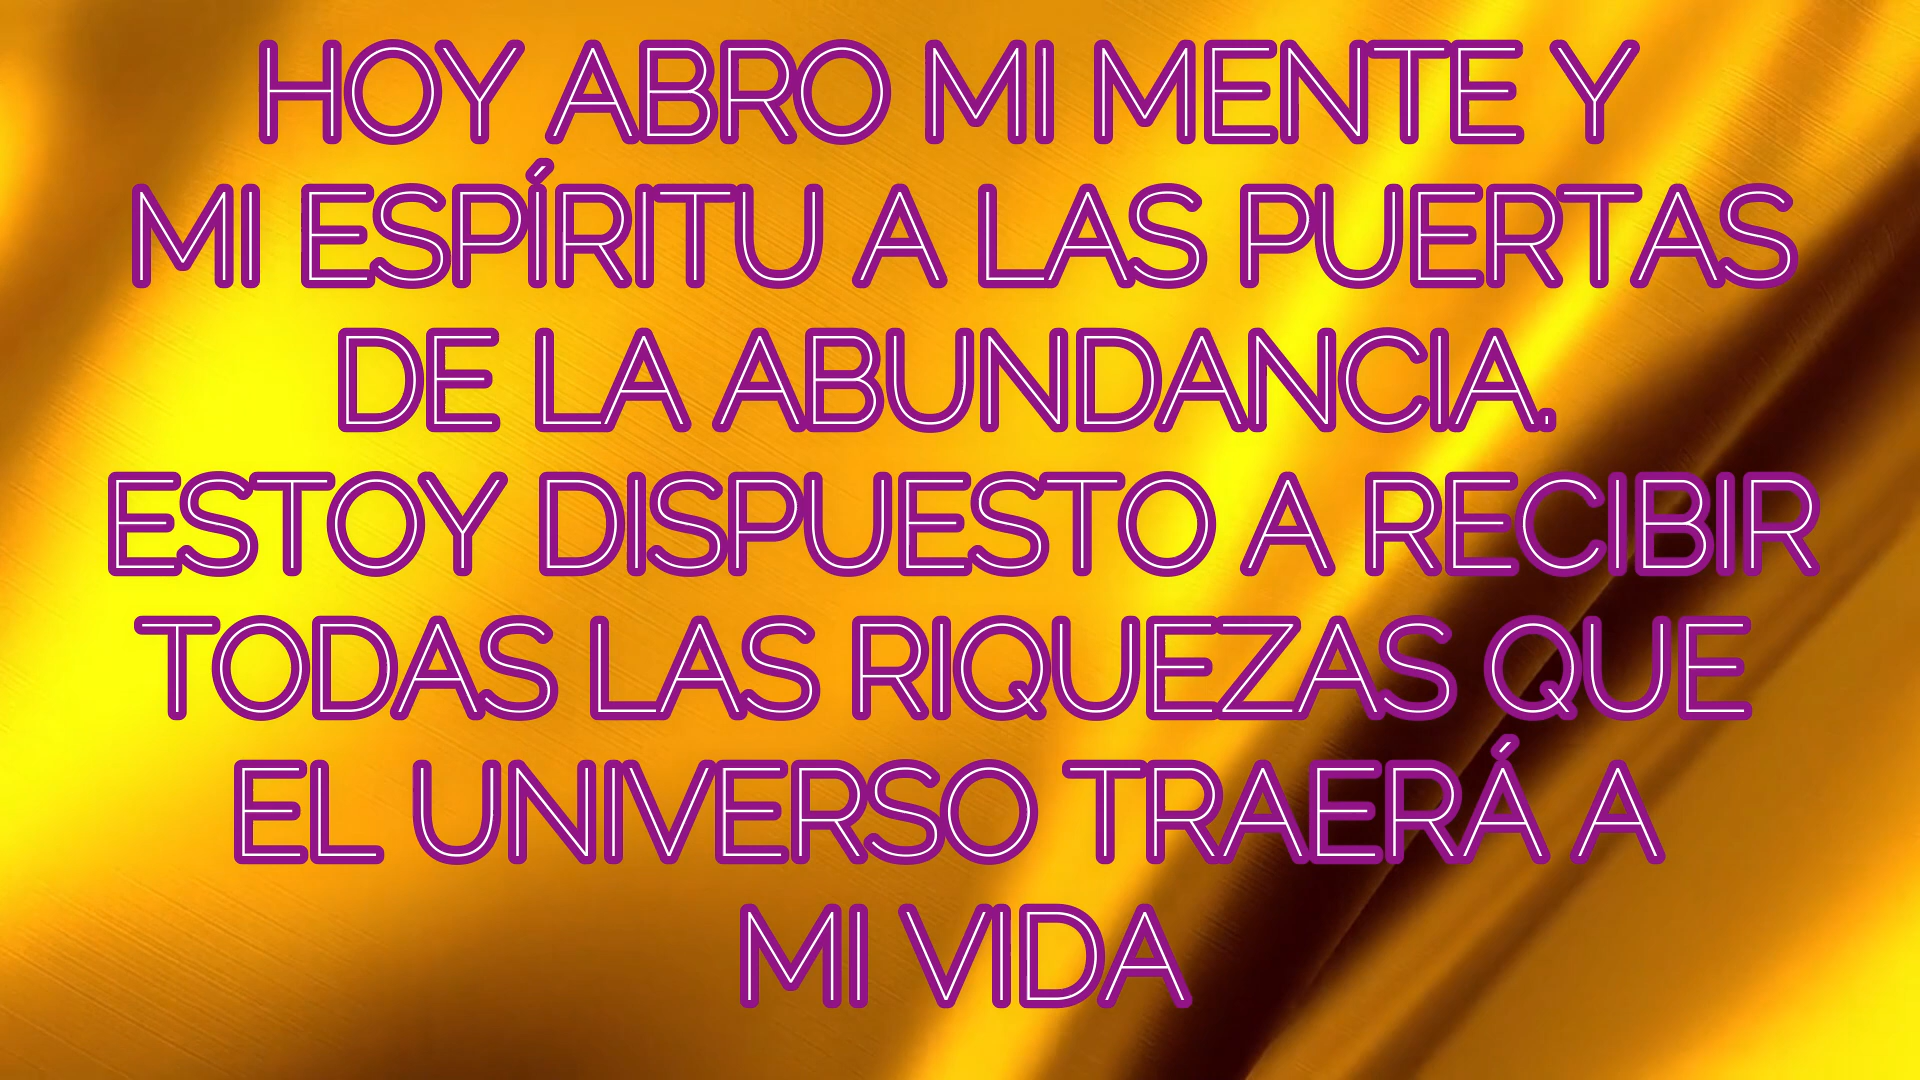 HOY ABRO MI MENTE Y
MI ESPÍRITU A LAS PUERTAS
DE LA ABUNDANCIA.
ESTOY DISPUESTO A RECIBIR
TODAS LAS RIQUEZAS QUE
EL UNIVERSO TRAERÁ A
MI VIDA